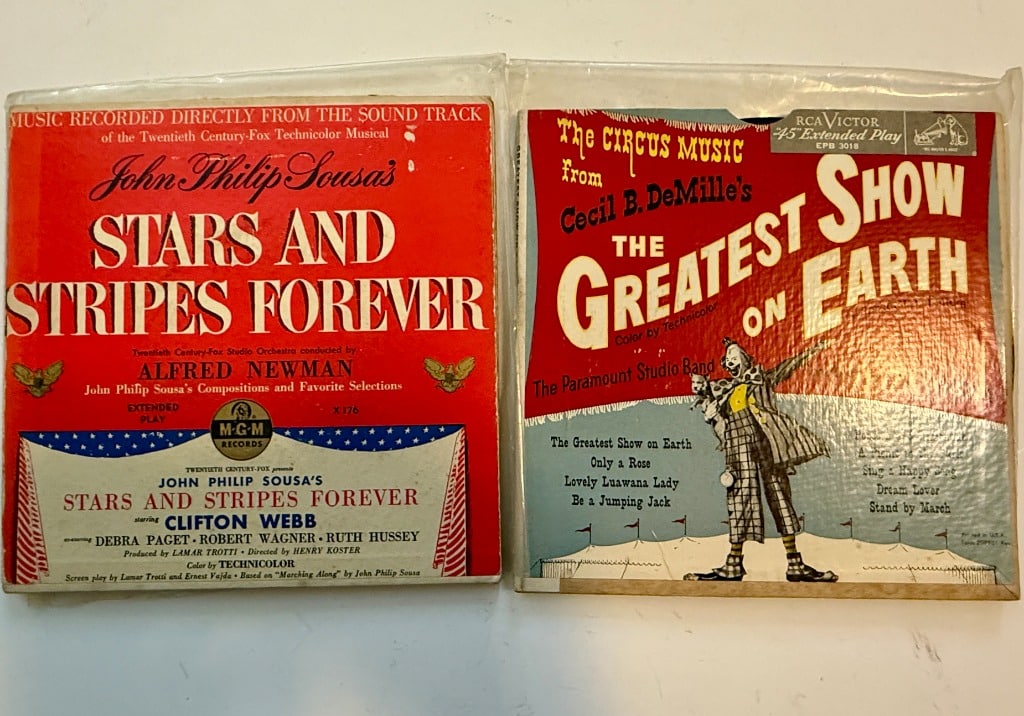 MUSIC RECORDED DIRECTLY FROM THE SOUND TRACK
of the Twentieth Century-Fox Technicolor Musical
John Philip Sousa's
STARS AND
STRIPES FOREVER
Twentieth Century-Fox Studio Orchestra conducted by
ALFRED NEWMAN
John Philip Sousa's Compositions and Favorite Selections
EXTENDED
PLAY
X 176
M-G-M
RECORDS
TWENTIETH CENTURY-FOX presents
JOHN PHILIP SOUSA'S
STARS AND STRIPES FOREVER
starring
CLIFTON WEBB
DEBRA PAGET · ROBERT WAGNER · RUTH HUSSEY
Produced by LAMAR TROTTI · Directed by HENRY KOSTER
Color by TECHNICOLOR
Screen play by Lamar Trotti and Ernest Vajda · Based on "Marching Along" by John Philip Sousa
RCA VICTOR
"45" Extended Play
EPB 3018
"HIS MASTER'S VOICE"
The CIRCUS MUSIC
from
Cecil B. DeMille's
THE
GREATEST SHOW
ON EARTH
Color by Technicolor
The Paramount Studio Band
The Greatest Show on Earth
Only a Rose
Lovely Luawana Lady
Be a Jumping Jack
A
Sing a Happy
Dream Lover
Stand by March
Printed in U.S.A.